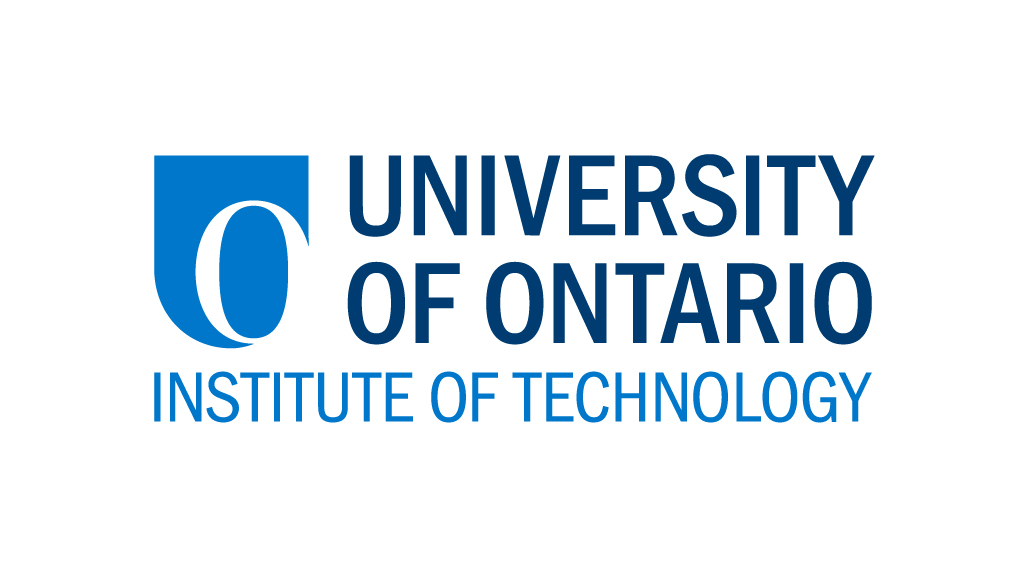 UNIVERSITY
OF ONTARIO
INSTITUTE OF TECHNOLOGY